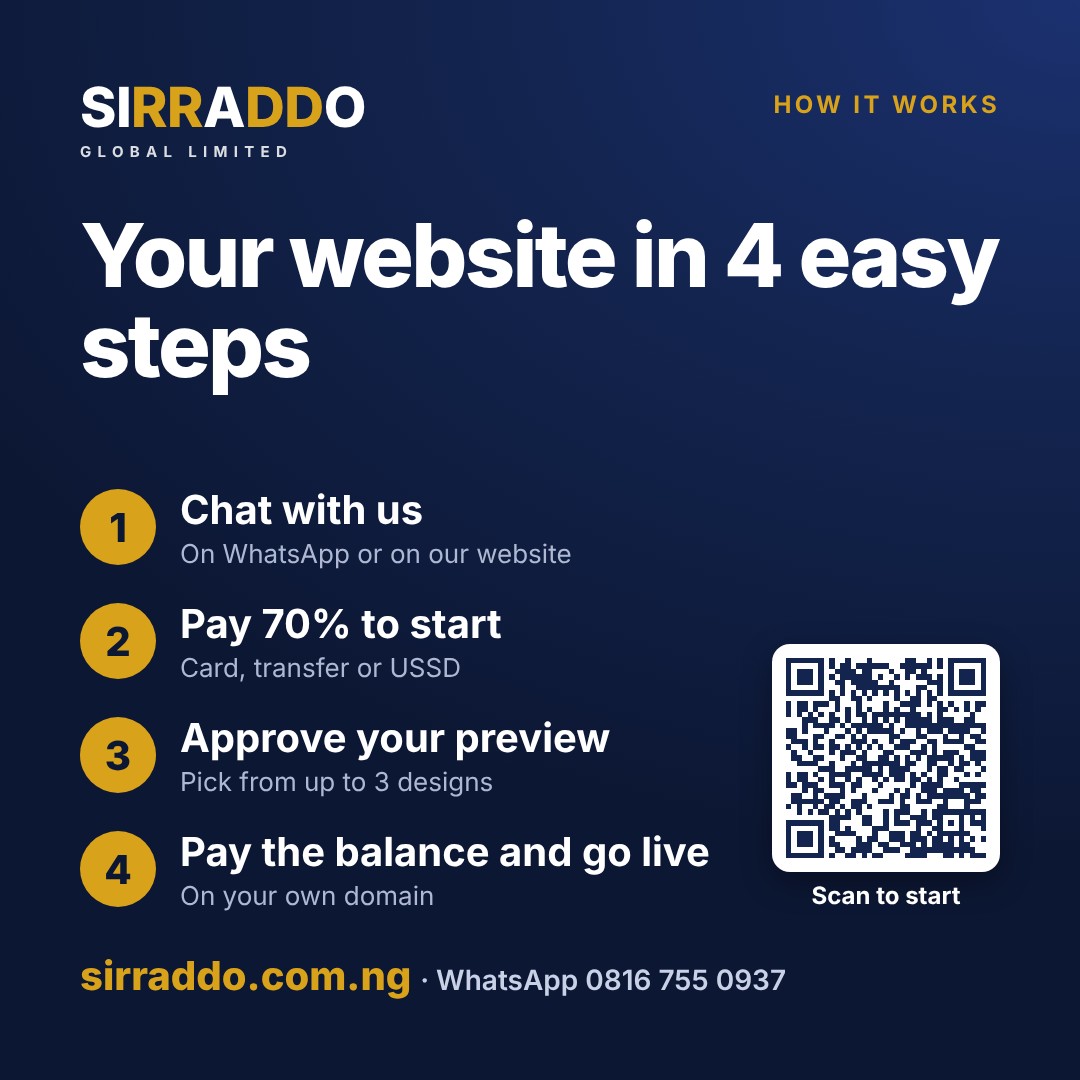 SIRRADDO
GLOBAL LIMITED
HOW IT WORKS
Your website in 4 easy
steps
1
Chat with us
On WhatsApp or on our website
2
Pay 70% to start
Card, transfer or USSD
3
Approve your preview
Pick from up to 3 designs
4
Pay the balance and go live
On your own domain
Scan to start
sirraddo.com.ng · WhatsApp 0816 755 0937